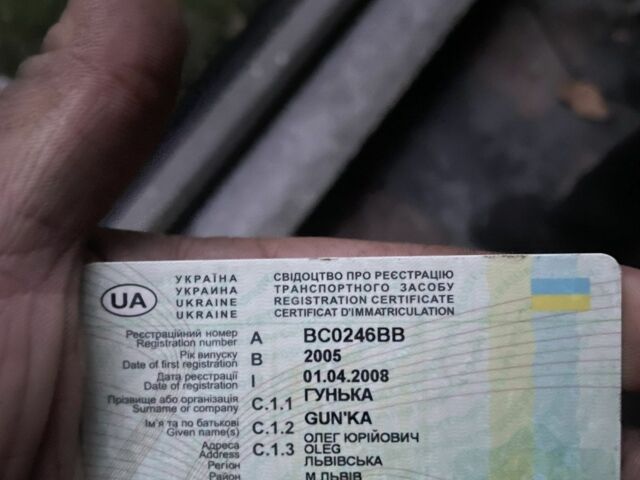 UA
УКРАЇНА
УКРАИНА
UKRAINE
UKRAINE
СВІДОЦТВО ПРО РЕЄСТРАЦІЮ
ТРАНСПОРТНОГО ЗАСОБУ
REGISTRATION CERTIFICATE
CERTIFICAT D'IMMATRICULATION
Реєстраційний номер A BC0246BB
Registration number
Рік випуску B 2005
Date of first registration
Дата реєстрації I 01.04.2008
Date of registration
Прізвище або організація C.1.1 ГУНЬКА
Surname or company GUN'KA
Ім'я та по батькові C.1.2 ОЛЕГ ЮРІЙОВИЧ
Given name(s) OLEG
Адреса C.1.3 ЛЬВІВСЬКА
Address
Регіон М.ЛЬВІВ
Район